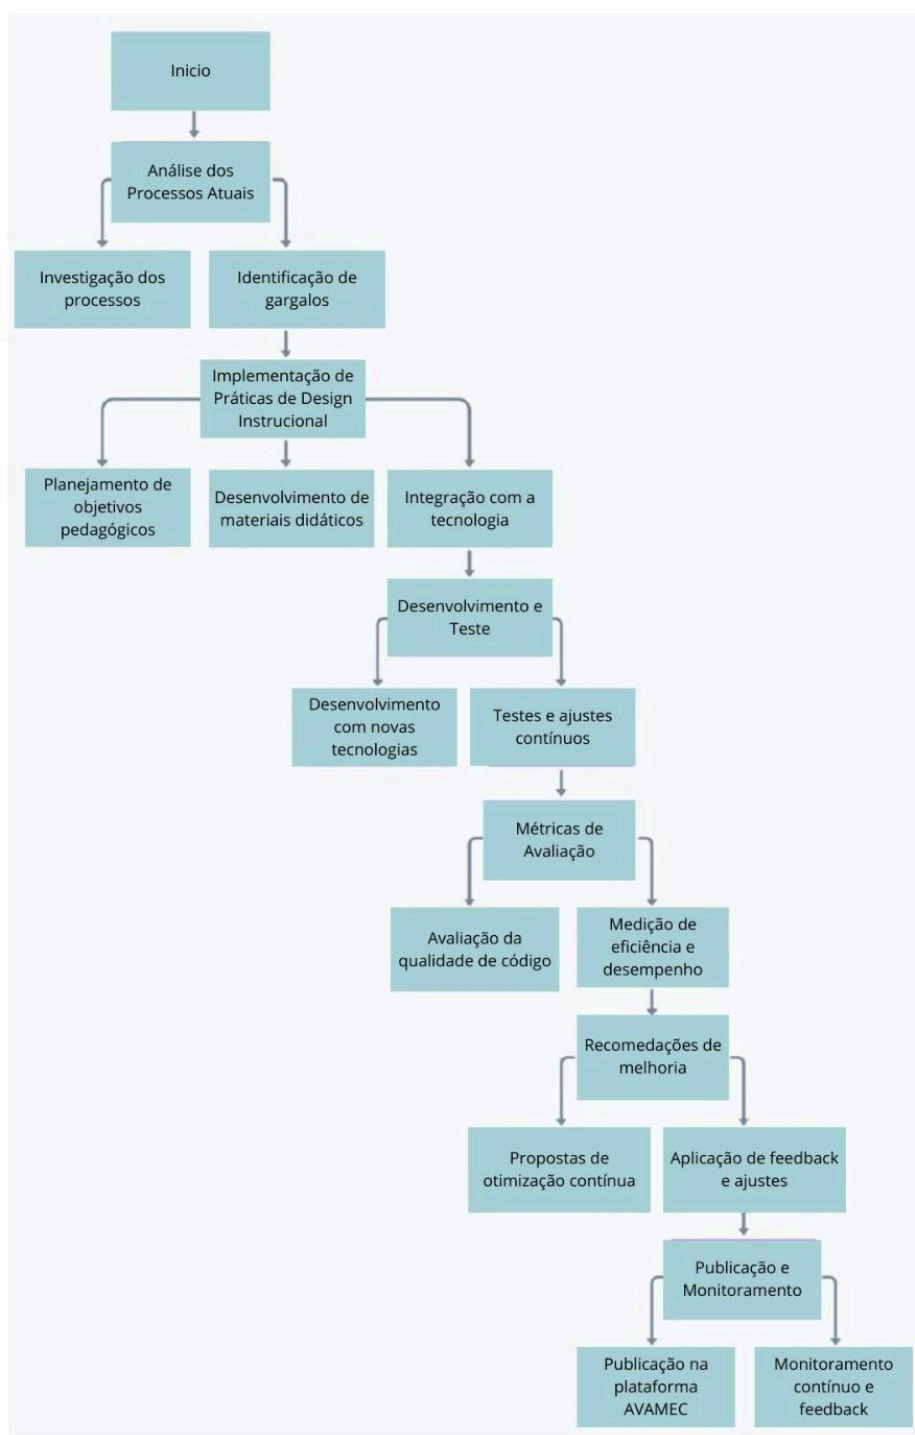 Inicio
Análise dos
Processos Atuais
Investigação dos
processos
Identificação de
gargalos
Implementação de
Práticas de Design
Instrucional
Planejamento de
objetivos
pedagógicos
Desenvolvimento de
materiais didáticos
Integração com a
tecnologia
Desenvolvimento e
Teste
Desenvolvimento
com novas
tecnologias
Testes e ajustes
contínuos
Métricas de
Avaliação
Avaliação da
qualidade de código
Medição de
eficiência e
desempenho
Recomedações de
melhoria
Propostas de
otimização contínua
Aplicação de feedback
e ajustes
Publicação e
Monitoramento
Publicação na
plataforma
AVAMEC
Monitoramento
contínuo e
feedback